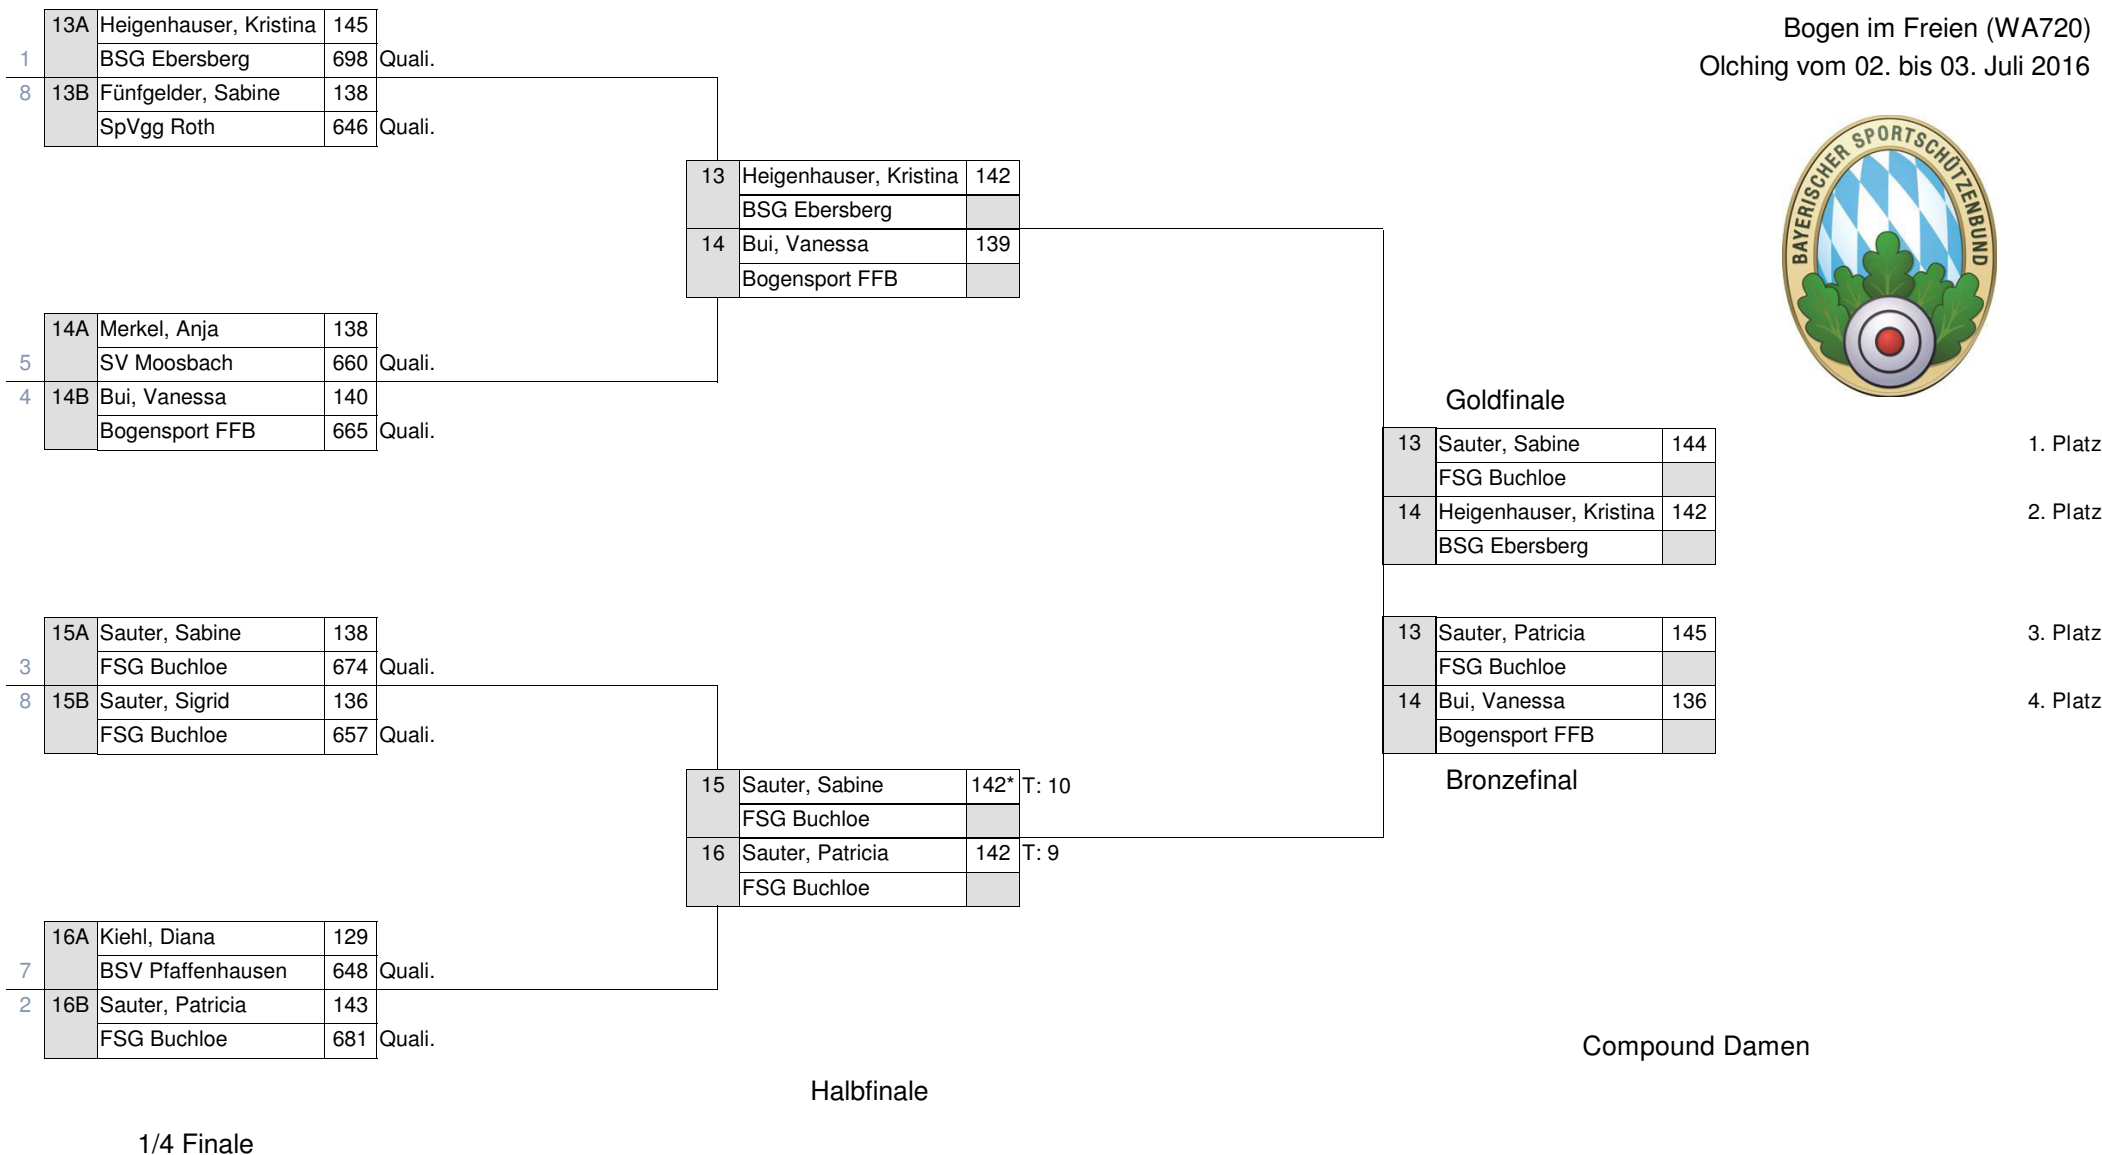 Bogen im Freien (WA720)
Olching vom 02. bis 03. Juli 2016
BAYERISCHER SPORTSCHÜTZENBUND
13A Heigenhauser, Kristina 145
1 BSG Ebersberg 698 Quali.
8 13B Fünfgelder, Sabine 138
SpVgg Roth 646 Quali.
13 Heigenhauser, Kristina 142
BSG Ebersberg
14 Bui, Vanessa 139
Bogensport FFB
14A Merkel, Anja 138
5 SV Moosbach 660 Quali.
4 14B Bui, Vanessa 140
Bogensport FFB 665 Quali.
Goldfinale
13 Sauter, Sabine 144 1. Platz
FSG Buchloe
14 Heigenhauser, Kristina 142 2. Platz
BSG Ebersberg
15A Sauter, Sabine 138
3 FSG Buchloe 674 Quali.
8 15B Sauter, Sigrid 136
FSG Buchloe 657 Quali.
13 Sauter, Patricia 145 3. Platz
FSG Buchloe
14 Bui, Vanessa 136 4. Platz
Bogensport FFB
Bronzefinal
15 Sauter, Sabine 142* T: 10
FSG Buchloe
16 Sauter, Patricia 142 T: 9
FSG Buchloe
16A Kiehl, Diana 129
7 BSV Pfaffenhausen 648 Quali.
2 16B Sauter, Patricia 143
FSG Buchloe 681 Quali.
Compound Damen
Halbfinale
1/4 Finale